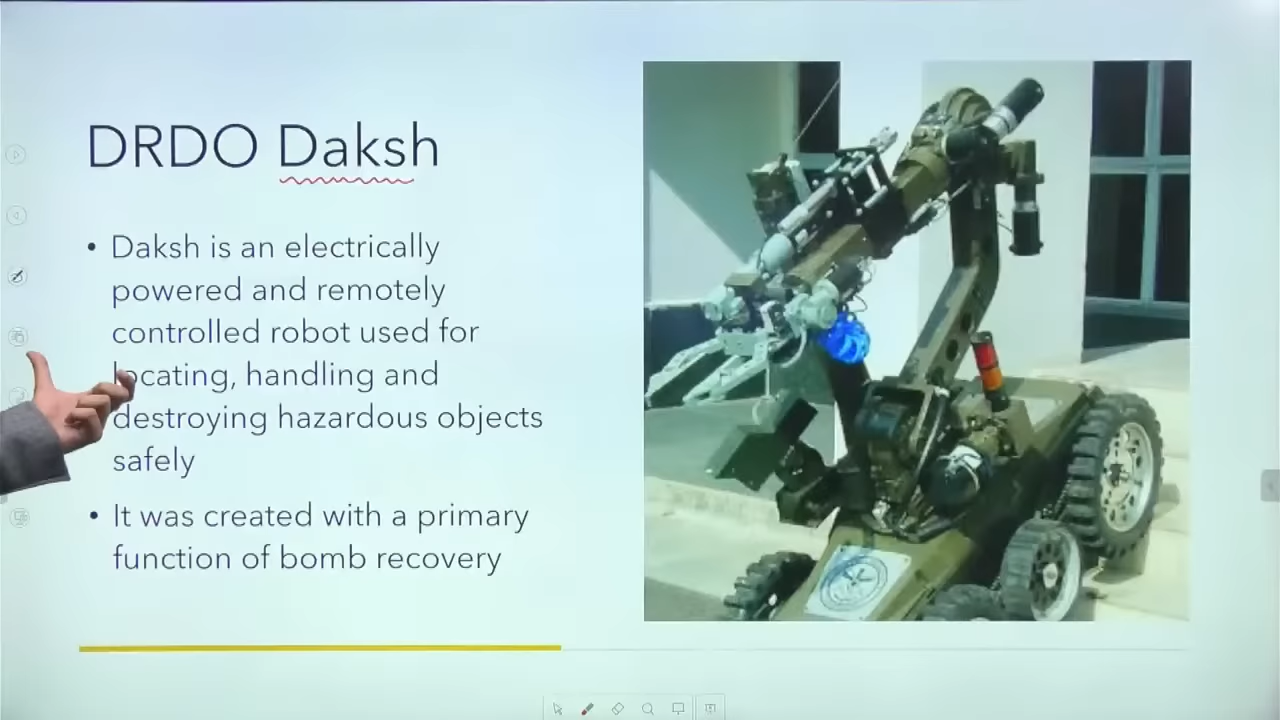 DRDO Daksh
• Daksh is an electrically
powered and remotely
controlled robot used for
locating, handling and
destroying hazardous objects
safely
• It was created with a primary
function of bomb recovery